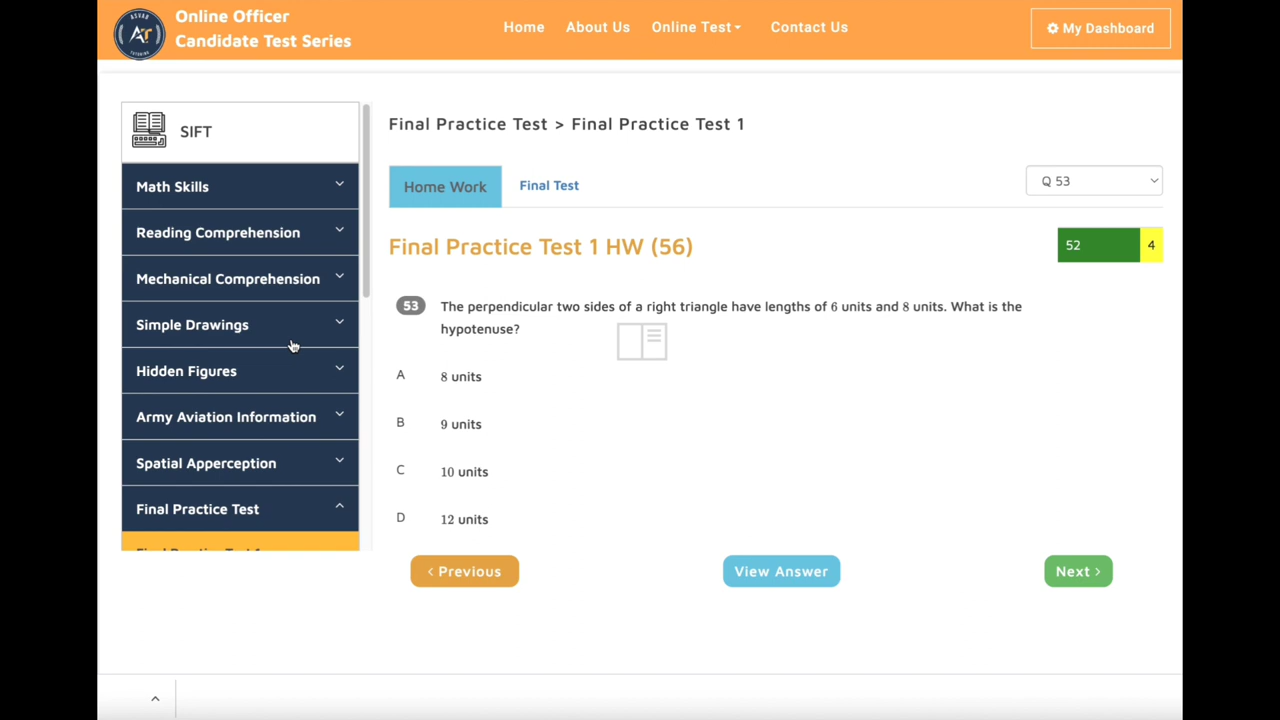 Online Officer
Candidate Test Series
Home About Us Online Test Contact Us
My Dashboard
SIFT
Math Skills
Reading Comprehension
Mechanical Comprehension
Simple Drawings
Hidden Figures
Army Aviation Information
Spatial Apperception
Final Practice Test
Final Practice Test > Final Practice Test 1
Home Work Final Test
Q 53
Final Practice Test 1 HW (56)
52 4
53 The perpendicular two sides of a right triangle have lengths of 6 units and 8 units. What is the
hypotenuse?
A 8 units
B 9 units
C 10 units
D 12 units
< Previous View Answer Next >